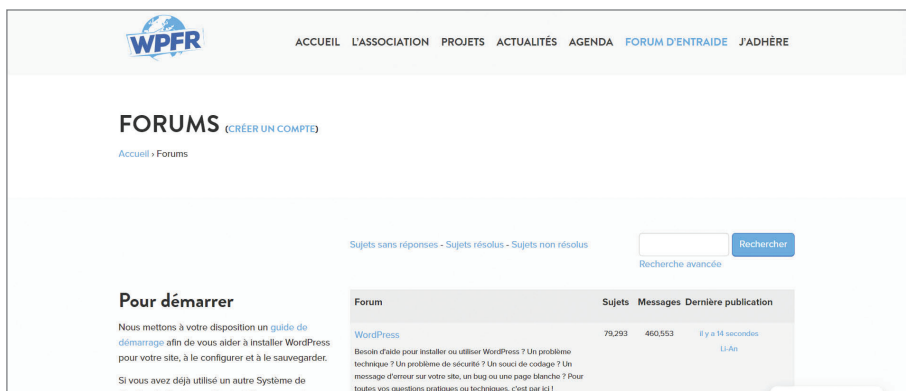 WPFR
ACCUEIL L'ASSOCIATION PROJETS ACTUALITÉS AGENDA FORUM D'ENTRAIDE J'ADHÈRE
FORUMS (CRÉER UN COMPTE)
Accueil › Forums
Sujets sans réponses - Sujets résolus - Sujets non résolus
Rechercher
Recherche avancée
Pour démarrer
Nous mettons à votre disposition un guide de
démarrage afin de vous aider à installer WordPress
pour votre site, à le configurer et à le sauvegarder.
Si vous avez déjà utilisé un autre Système de
Forum Sujets Messages Dernière publication
WordPress 79,293 460,553 il y a 14 secondes
Li-An
Besoin d'aide pour installer ou utiliser WordPress ? Un problème
technique ? Un problème de sécurité ? Un souci de codage ? Un
message d'erreur sur votre site, un bug ou une page blanche ? Pour
toutes vos questions pratiques ou techniques, c'est par ici !